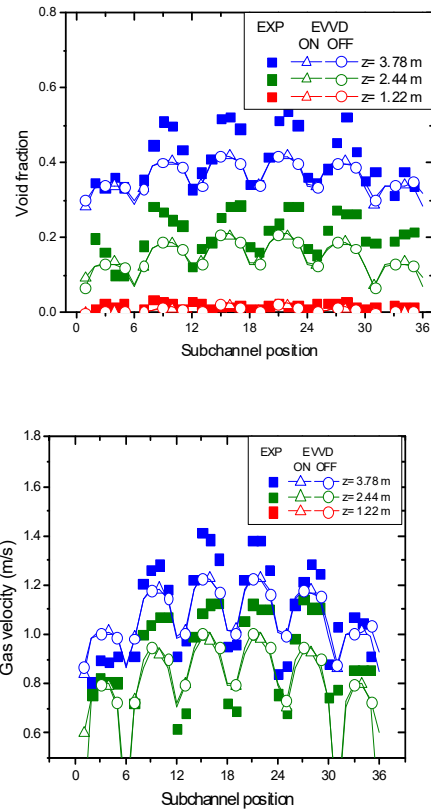 EXP EVVD
ON OFF
z= 3.78 m
z= 2.44 m
z= 1.22 m
0.8
0.6
0.4
0.2
0.0
Void fraction
0 6 12 18 24 30 36
Subchannel position
EXP EVVD
ON OFF
z= 3.78 m
z= 2.44 m
z= 1.22 m
1.8
1.6
1.4
1.2
1.0
0.8
0.6
Gas velocity (m/s)
0 6 12 18 24 30 36
Subchannel position